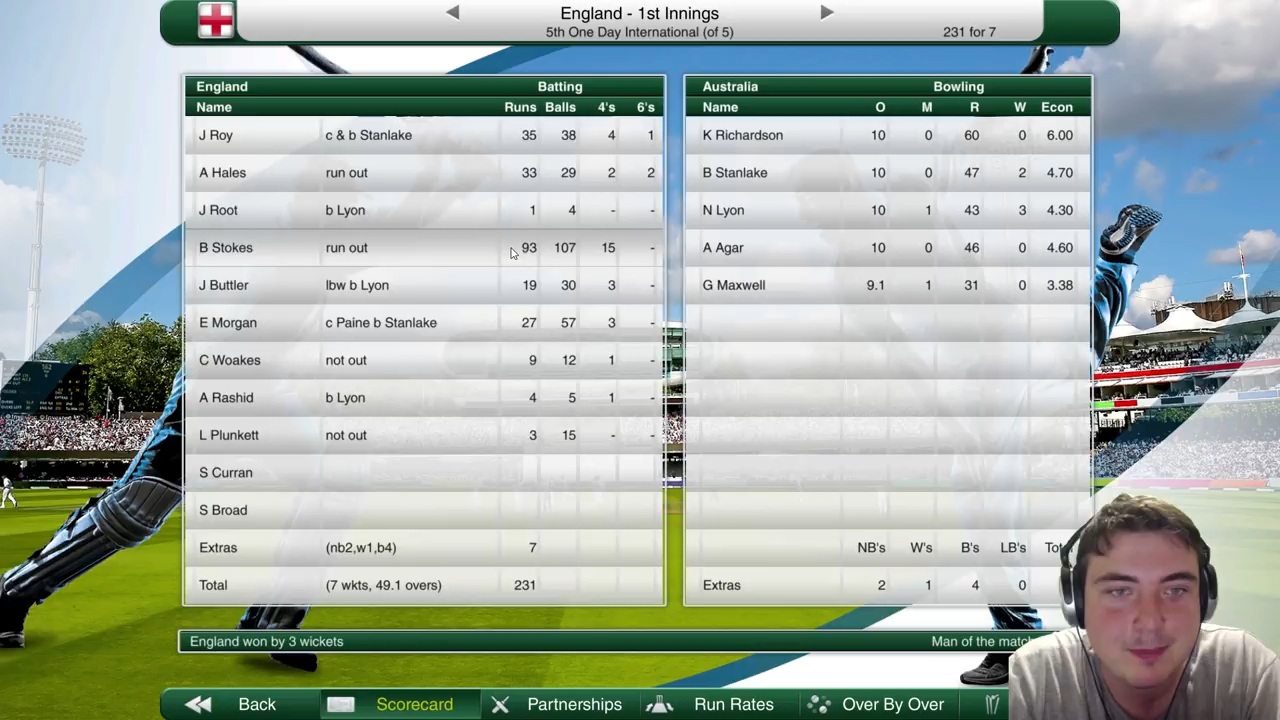 England - 1st Innings
5th One Day International (of 5)
231 for 7
England Batting
Name Runs Balls 4's 6's
J Roy c & b Stanlake 35 38 4 1
A Hales run out 33 29 2 2
J Root b Lyon 1 4 - -
B Stokes run out 93 107 15 -
J Buttler lbw b Lyon 19 30 3 -
E Morgan c Paine b Stanlake 27 57 3 -
C Woakes not out 9 12 1 -
A Rashid b Lyon 4 5 1 -
L Plunkett not out 3 15 - -
S Curran
S Broad
Extras (nb2,w1,b4) 7
Total (7 wkts, 49.1 overs) 231
Australia Bowling
Name O M R W Econ
K Richardson 10 0 60 0 6.00
B Stanlake 10 0 47 2 4.70
N Lyon 10 1 43 3 4.30
A Agar 10 0 46 0 4.60
G Maxwell 9.1 1 31 0 3.38
NB's W's B's LB's
Extras 2 1 4 0
England won by 3 wickets
Man of the
Back Scorecard Partnerships Run Rates Over By Over